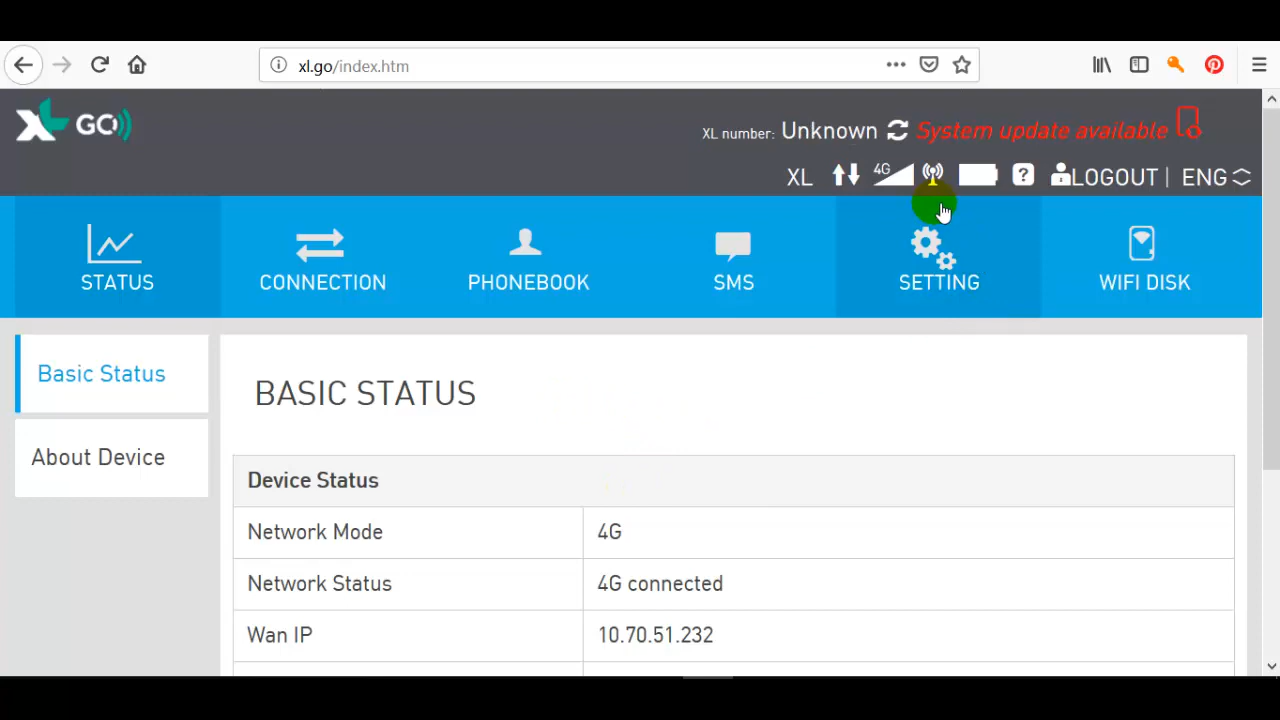 xl.go/index.htm
XL GO
XL number: Unknown System update available
XL 4G ? LOGOUT | ENG
STATUS CONNECTION PHONEBOOK SMS SETTING WIFI DISK
Basic Status
About Device
BASIC STATUS
Device Status
Network Mode 4G
Network Status 4G connected
Wan IP 10.70.51.232